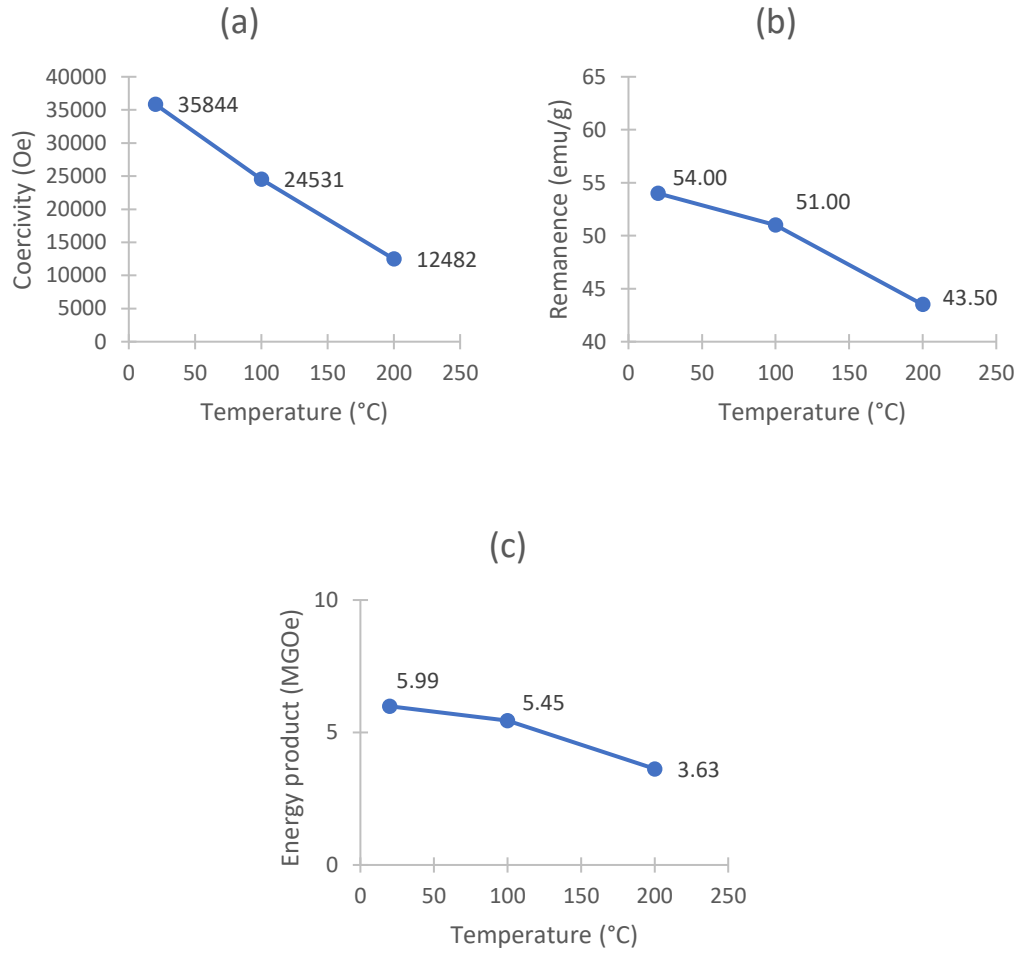 (a)
Coercivity (Oe)
40000
35000
30000
25000
20000
15000
10000
5000
0
35844
24531
12482
0 50 100 150 200 250
Temperature (°C)
(b)
Remanence (emu/g)
65
60
55
50
45
40
54.00
51.00
43.50
0 50 100 150 200 250
Temperature (°C)
(c)
Energy product (MGOe)
10
5
0
5.99
5.45
3.63
0 50 100 150 200 250
Temperature (°C)